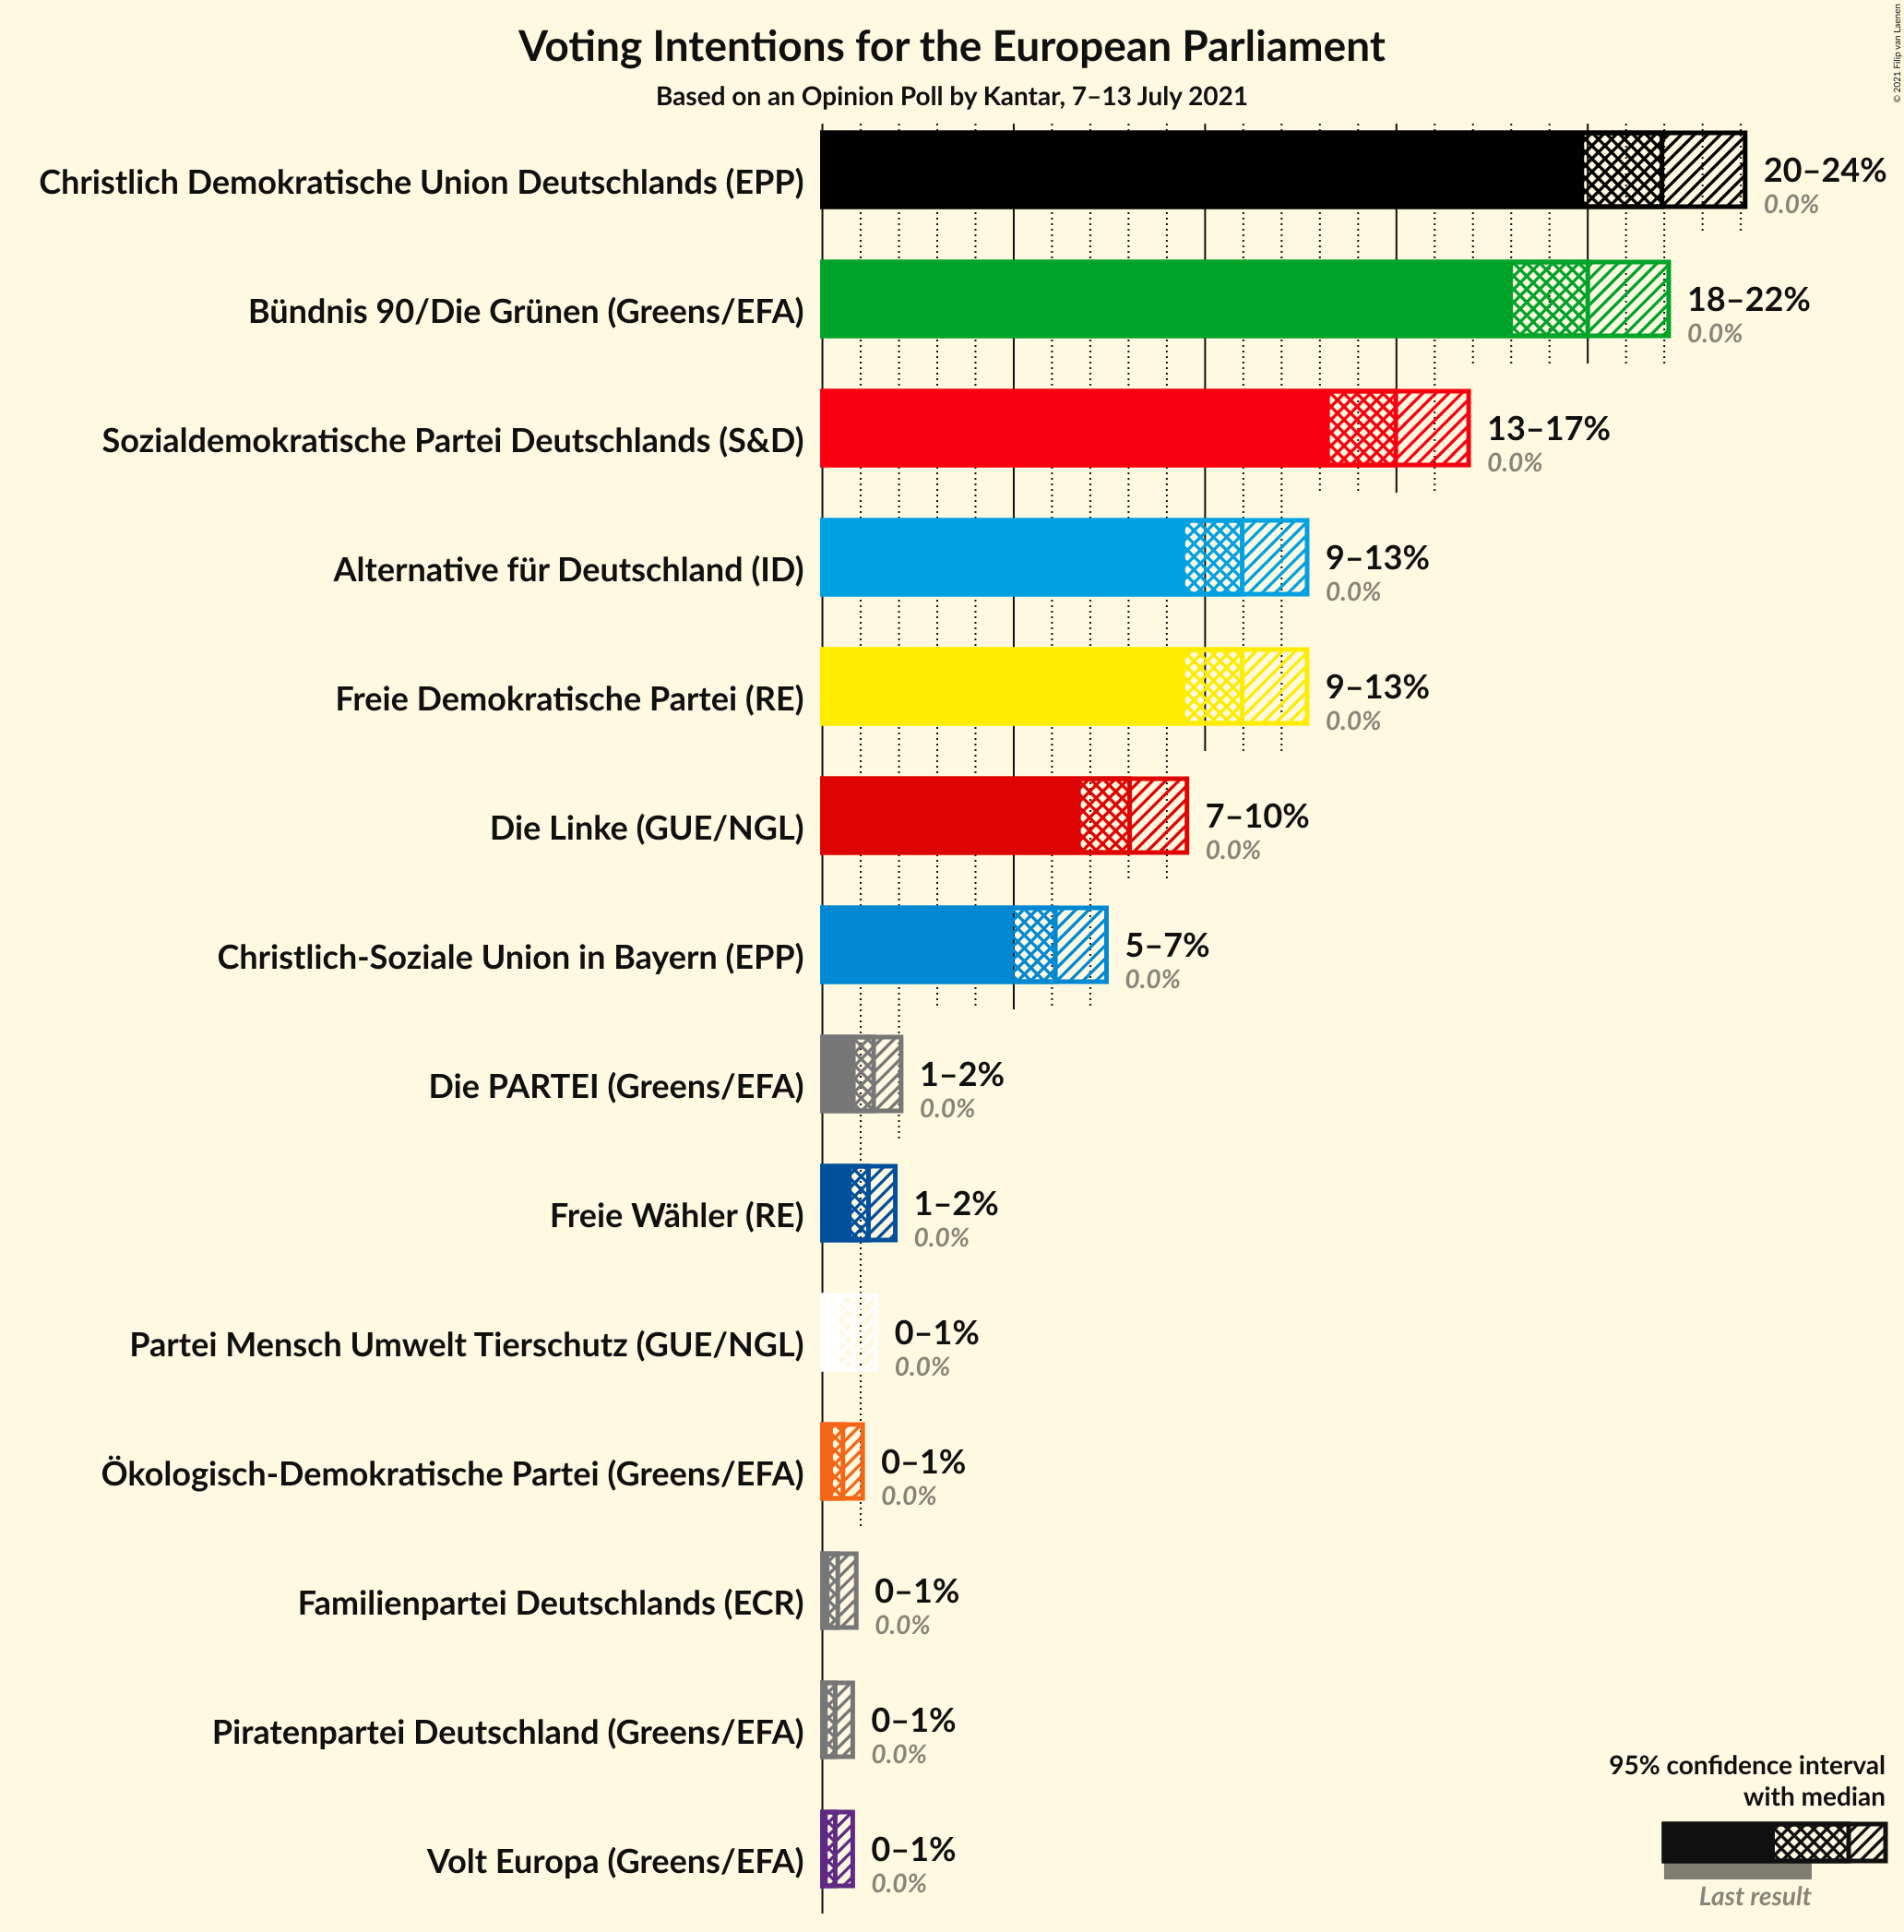 Voting Intentions for the European Parliament
Based on an Opinion Poll by Kantar, 7–13 July 2021
© 2021 Filip van Laenen
Christlich Demokratische Union Deutschlands (EPP)
20–24%
0.0%
Bündnis 90/Die Grünen (Greens/EFA)
18–22%
0.0%
Sozialdemokratische Partei Deutschlands (S&D)
13–17%
0.0%
Alternative für Deutschland (ID)
9–13%
0.0%
Freie Demokratische Partei (RE)
9–13%
0.0%
Die Linke (GUE/NGL)
7–10%
0.0%
Christlich-Soziale Union in Bayern (EPP)
5–7%
0.0%
Die PARTEI (Greens/EFA)
1–2%
0.0%
Freie Wähler (RE)
1–2%
0.0%
Partei Mensch Umwelt Tierschutz (GUE/NGL)
0–1%
0.0%
Ökologisch-Demokratische Partei (Greens/EFA)
0–1%
0.0%
Familienpartei Deutschlands (ECR)
0–1%
0.0%
Piratenpartei Deutschland (Greens/EFA)
0–1%
0.0%
Volt Europa (Greens/EFA)
0–1%
0.0%
95% confidence interval
with median
Last result